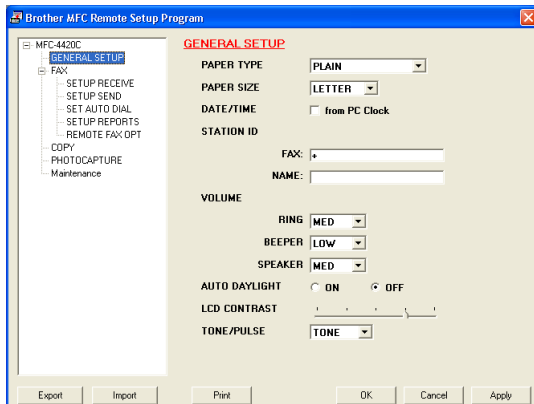 Brother MFC Remote Setup Program
MFC-4420C
GENERAL SETUP
FAX
SETUP RECEIVE
SETUP SEND
SET AUTO DIAL
SETUP REPORTS
REMOTE FAX OPT
COPY
PHOTOCAPTURE
Maintenance
GENERAL SETUP
PAPER TYPE PLAIN
PAPER SIZE LETTER
DATE/TIME from PC Clock
STATION ID
FAX: +
NAME:
VOLUME
RING MED
BEEPER LOW
SPEAKER MED
AUTO DAYLIGHT ON OFF
LCD CONTRAST
TONE/PULSE TONE
Export Import Print OK Cancel Apply